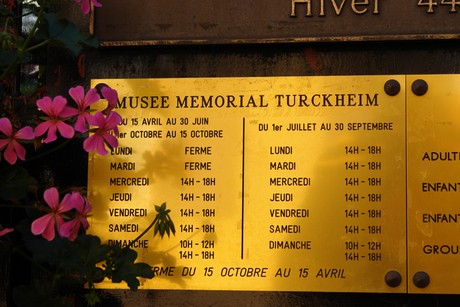 Hiver 44
MUSEE MEMORIAL TURCKHEIM
DU 15 AVRIL AU 30 JUIN
1er OCTOBRE AU 15 OCTOBRE
LUNDI FERME
MARDI FERME
MERCREDI 14H - 18H
JEUDI 14H - 18H
VENDREDI 14H - 18H
SAMEDI 14H - 18H
DIMANCHE 10H - 12H
14H - 18H
DU 1er JUILLET AU 30 SEPTEMBRE
LUNDI 14H - 18H
MARDI 14H - 18H
MERCREDI 14H - 18H
JEUDI 14H - 18H
VENDREDI 14H - 18H
SAMEDI 14H - 18H
DIMANCHE 10H - 12H
14H - 18H
FERME DU 15 OCTOBRE AU 15 AVRIL
ADULT
ENFANT
ENFANT
GROU